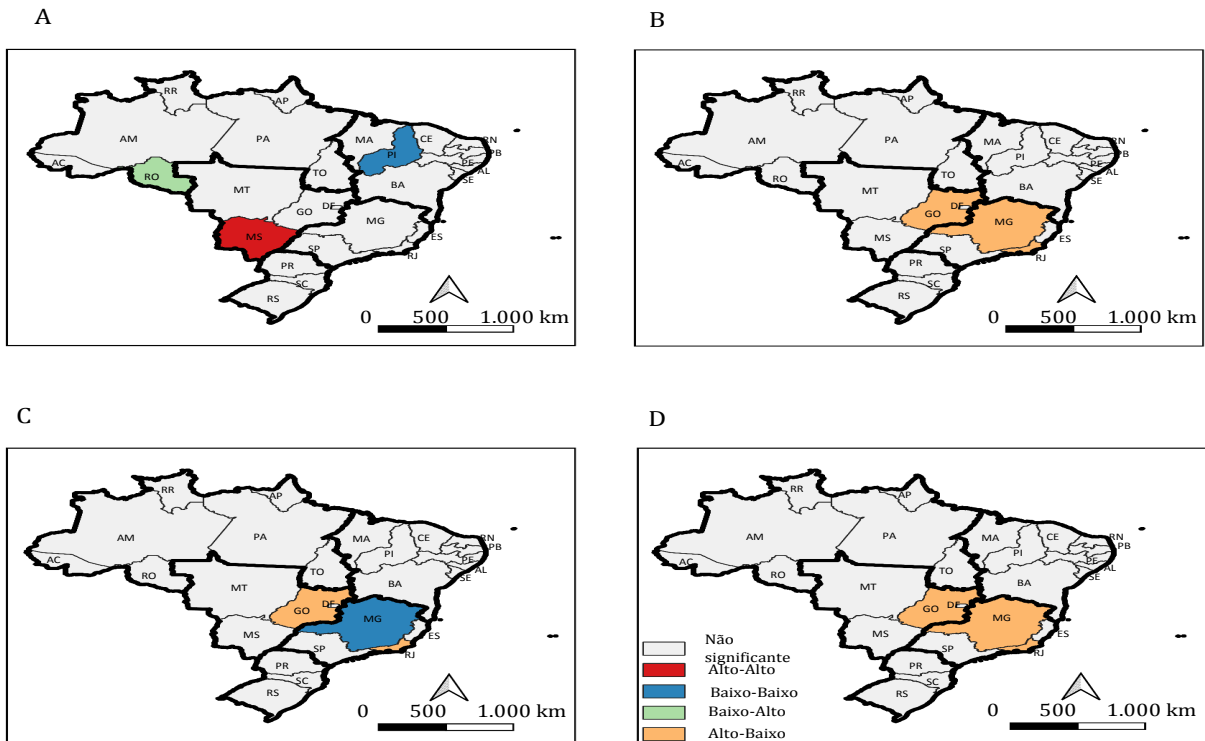 A
RR
AP
AM
PA
MA
CE
RN
PB
PI
PE
AL
SE
AC
RO
TO
BA
MT
GO
DF
MG
MS
ES
SP
RJ
PR
SC
RS
0 500 1.000 km
B
RR
AP
AM
PA
MA
CE
RN
PB
PI
PE
AL
SE
AC
RO
TO
BA
MT
GO
DF
MG
MS
ES
SP
RJ
PR
SC
RS
0 500 1.000 km
C
RR
AP
AM
PA
MA
CE
RN
PB
PI
PE
AL
SE
AC
RO
TO
BA
MT
GO
DF
MG
MS
ES
SP
RJ
PR
SC
RS
0 500 1.000 km
D
RR
AP
AM
PA
MA
CE
RN
PB
PI
PE
AL
SE
AC
RO
TO
BA
MT
GO
DF
MG
MS
ES
SP
RJ
PR
SC
RS
0 500 1.000 km
Não
significante
Alto-Alto
Baixo-Baixo
Baixo-Alto
Alto-Baixo